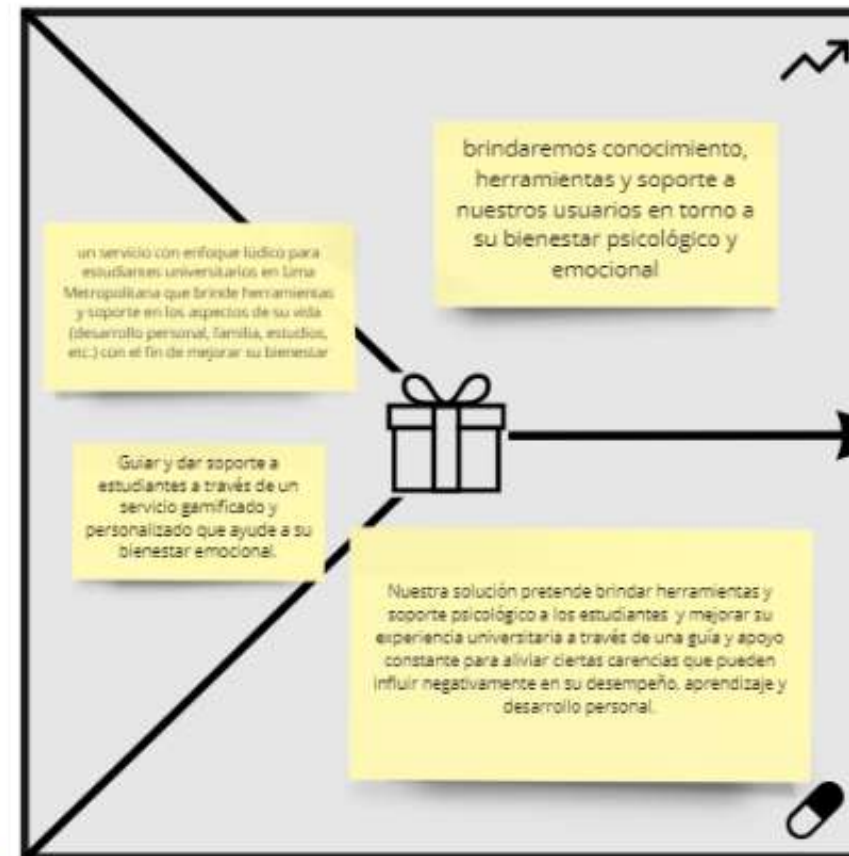 brindaremos conocimiento,
herramientas y soporte a
nuestros usuarios en torno a
su bienestar psicológico y
emocional
un servicio con enfoque lúdico para
estudiantes universitarios en Lima
Metropolitana que brinde herramientas
y soporte en los aspectos de su vida
(desarrollo personal, familia, estudios,
etc.) con el fin de mejorar su bienestar
Guiar y dar soporte a
estudiantes a través de un
servicio gamificado y
personalizado que ayude a su
bienestar emocional.
Nuestra solución pretende brindar herramientas y
soporte psicológico a los estudiantes y mejorar su
experiencia universitaria a través de una guía y apoyo
constante para aliviar ciertas carencias que pueden
influir negativamente en su desempeño, aprendizaje y
desarrollo personal.